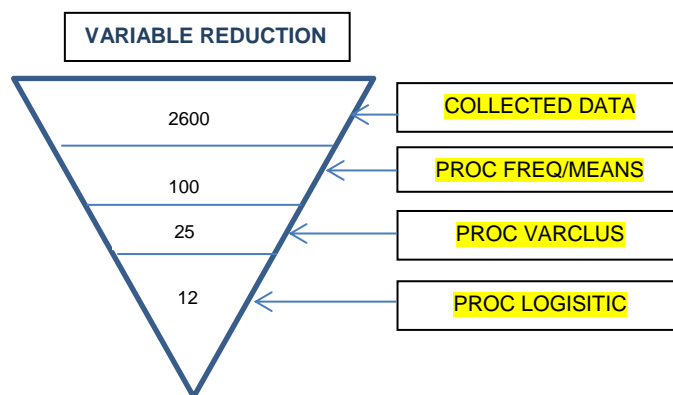 VARIABLE REDUCTION
2600
COLLECTED DATA
100
PROC FREQ/MEANS
25
PROC VARCLUS
12
PROC LOGISITIC